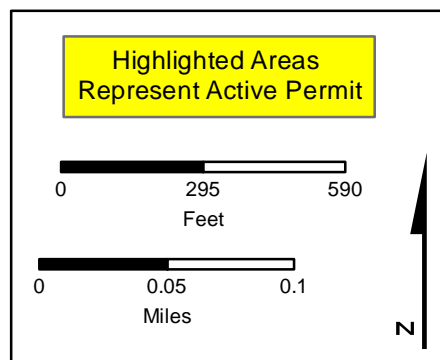 Highlighted Areas
Represent Active Permit
0 295 590
Feet
0 0.05 0.1
Miles
N